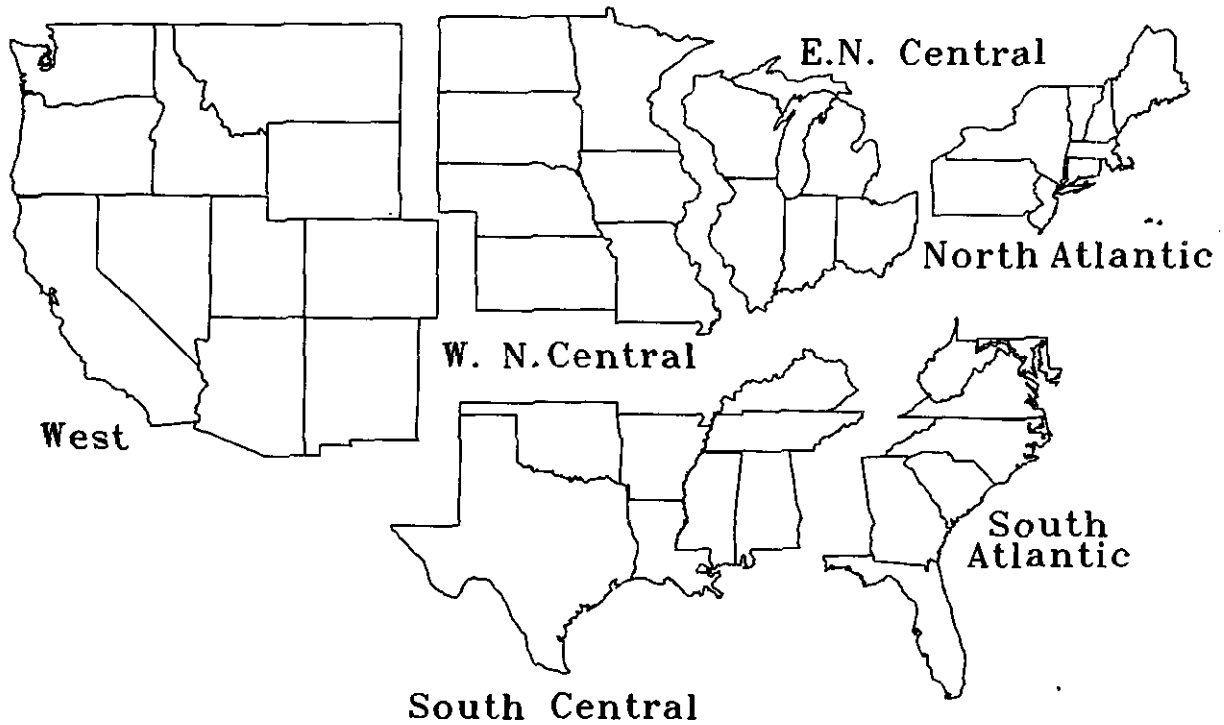 E.N. Central
North Atlantic
W. N. Central
West
South
Atlantic
South Central